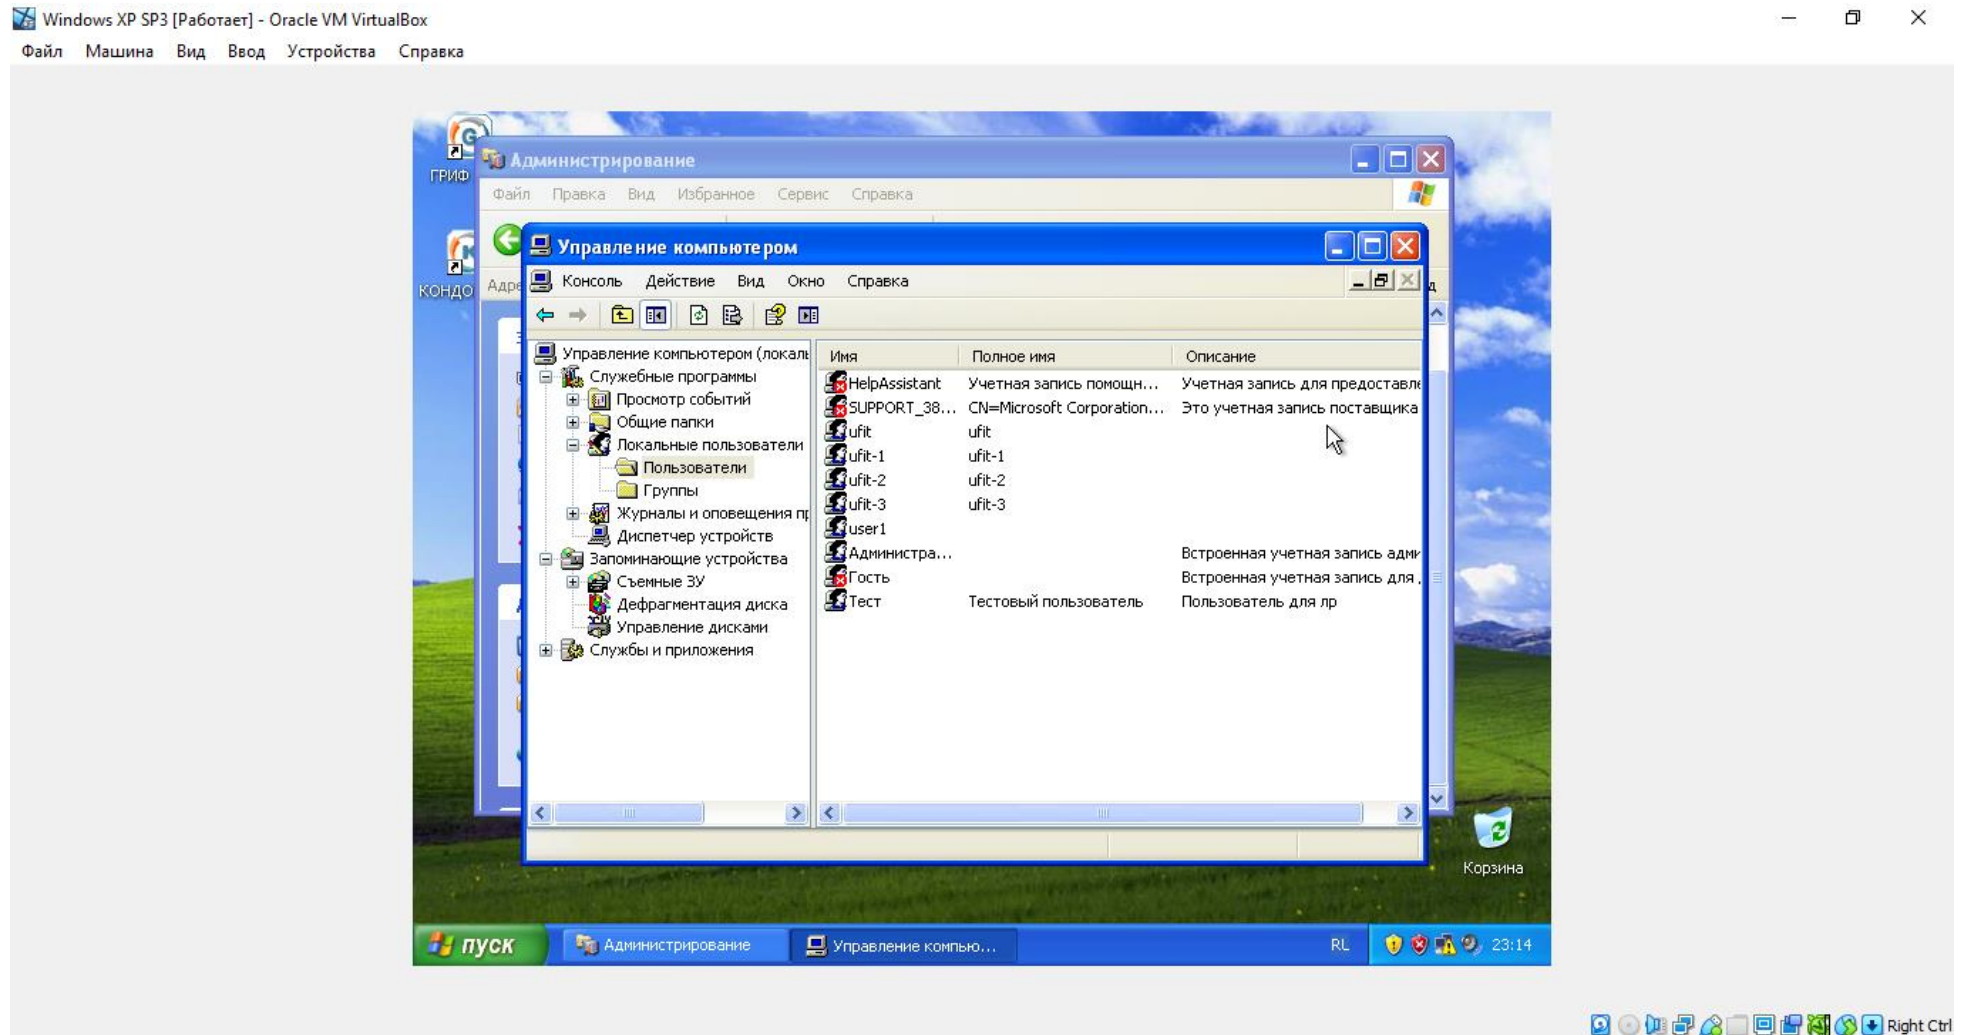 Windows XP SP3 [Работает] - Oracle VM VirtualBox
Файл Машина Вид Ввод Устройства Справка
ГРИФ
КОНДО
Администрирование
Файл Правка Вид Избранное Сервис Справка
Адре
Управление компьютером
Консоль Действие Вид Окно Справка
Управление компьютером (локаль
Служебные программы
Просмотр событий
Общие папки
Локальные пользователи
Пользователи
Группы
Журналы и оповещения пр
Диспетчер устройств
Запоминающие устройства
Съемные ЗУ
Дефрагментация диска
Управление дисками
Службы и приложения
Имя Полное имя Описание
HelpAssistant Учетная запись помощн... Учетная запись для предоставле
SUPPORT_38... CN=Microsoft Corporation... Это учетная запись поставщика
ufit ufit
ufit-1 ufit-1
ufit-2 ufit-2
ufit-3 ufit-3
user1
Администра... Встроенная учетная запись адми
Гость Встроенная учетная запись для
Тест Тестовый пользователь Пользователь для лр
Корзина
пуск Администрирование Управление компью... RL 23:14
Right Ctrl